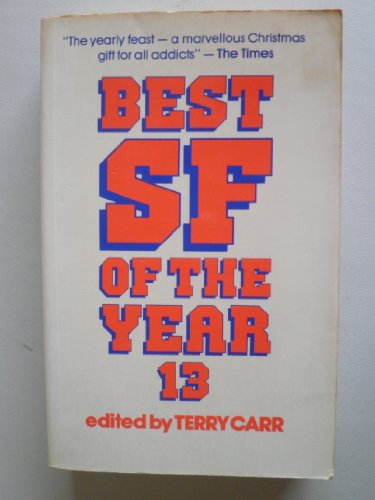 "The yearly feast — a marvellous Christmas
gift for all addicts" — The Times
BEST
SF
OF THE
YEAR
13
edited by TERRY CARR